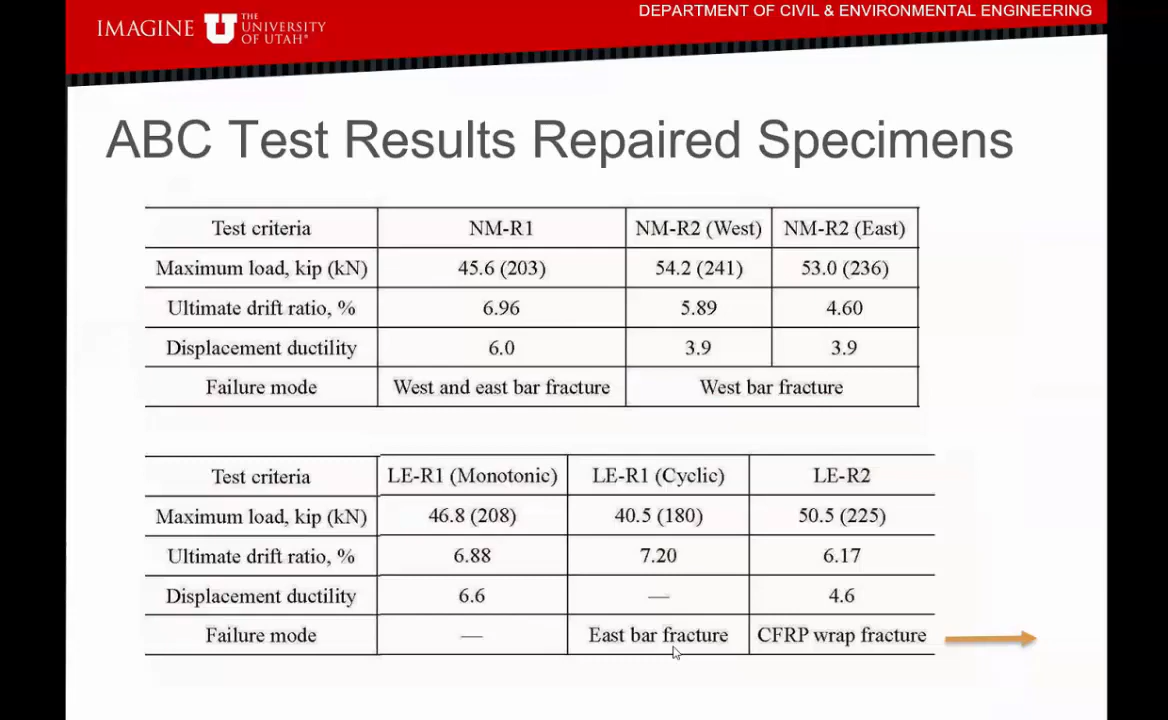 DEPARTMENT OF CIVIL & ENVIRONMENTAL ENGINEERING
IMAGINE U THE UNIVERSITY OF UTAH®
ABC Test Results Repaired Specimens
Test criteria NM-R1 NM-R2 (West) NM-R2 (East)
Maximum load, kip (kN) 45.6 (203) 54.2 (241) 53.0 (236)
Ultimate drift ratio, % 6.96 5.89 4.60
Displacement ductility 6.0 3.9 3.9
Failure mode West and east bar fracture West bar fracture
Test criteria LE-R1 (Monotonic) LE-R1 (Cyclic) LE-R2
Maximum load, kip (kN) 46.8 (208) 40.5 (180) 50.5 (225)
Ultimate drift ratio, % 6.88 7.20 6.17
Displacement ductility 6.6 — 4.6
Failure mode — East bar fracture CFRP wrap fracture